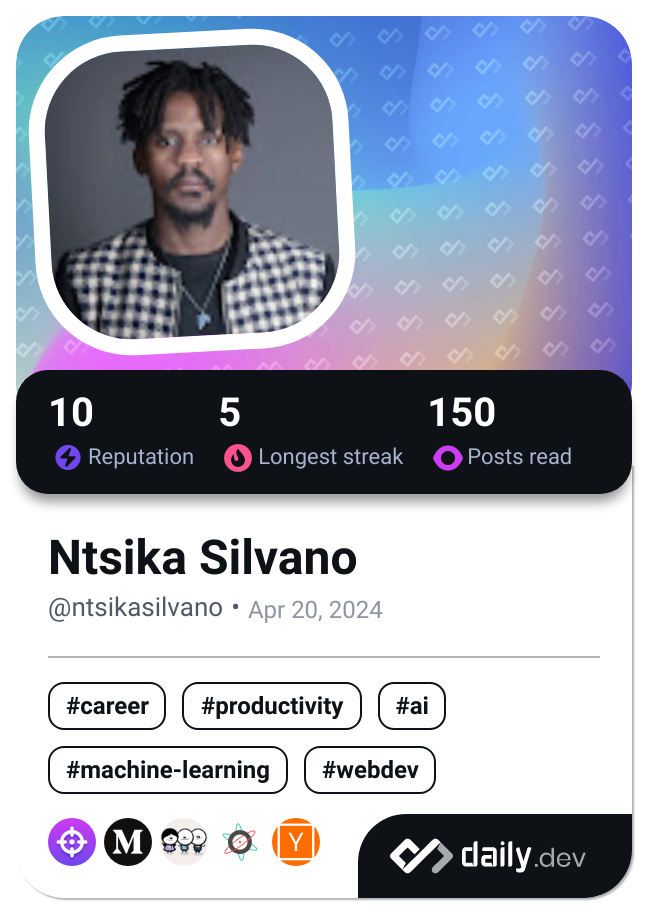 10 5 150
Reputation Longest streak Posts read
Ntsika Silvano
@ntsikasilvano • Apr 20, 2024
#career #productivity #ai
#machine-learning #webdev
M Y daily.dev